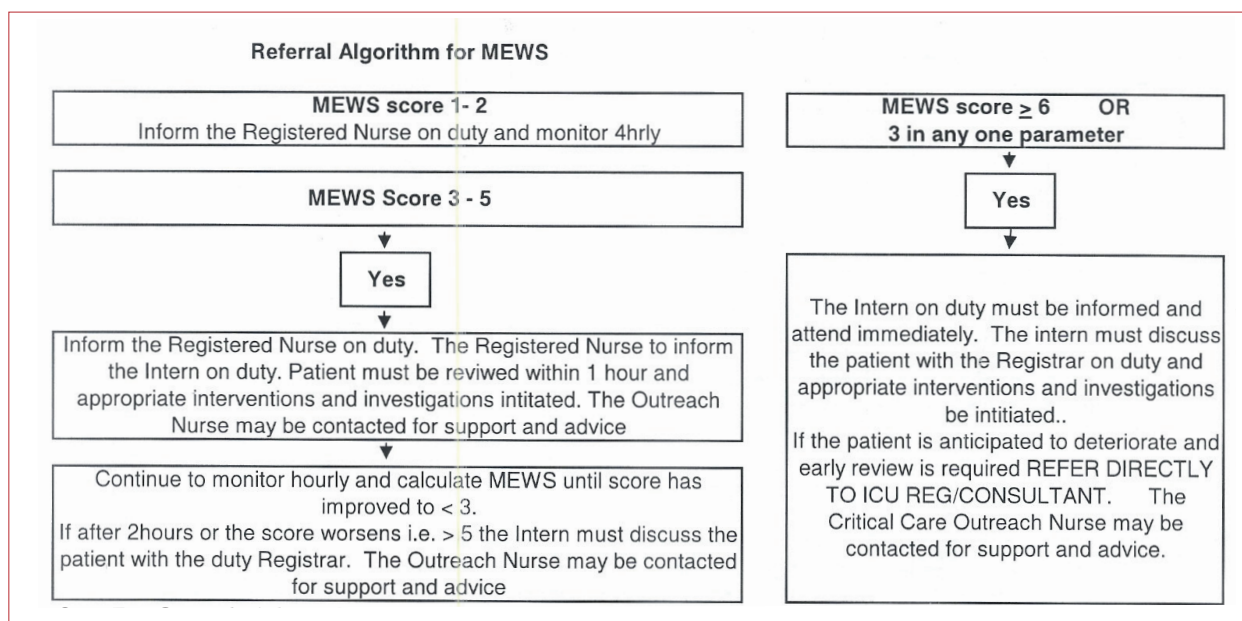 Referral Algorithm for MEWS
MEWS score 1- 2
Inform the Registered Nurse on duty and monitor 4hrly
MEWS Score 3 - 5
Yes
Inform the Registered Nurse on duty. The Registered Nurse to inform
the Intern on duty. Patient must be reviwed within 1 hour and
appropriate interventions and investigations intitated. The Outreach
Nurse may be contacted for support and advice
Continue to monitor hourly and calculate MEWS until score has
improved to < 3.
If after 2hours or the score worsens i.e. > 5 the Intern must discuss the
patient with the duty Registrar. The Outreach Nurse may be contacted
for support and advice
MEWS score ≥ 6 OR
3 in any one parameter
Yes
The Intern on duty must be informed and
attend immediately. The intern must discuss
the patient with the Registrar on duty and
appropriate interventions and investigations
be intitiated..
If the patient is anticipated to deteriorate and
early review is required REFER DIRECTLY
TO ICU REG/CONSULTANT. The
Critical Care Outreach Nurse may be
contacted for support and advice.